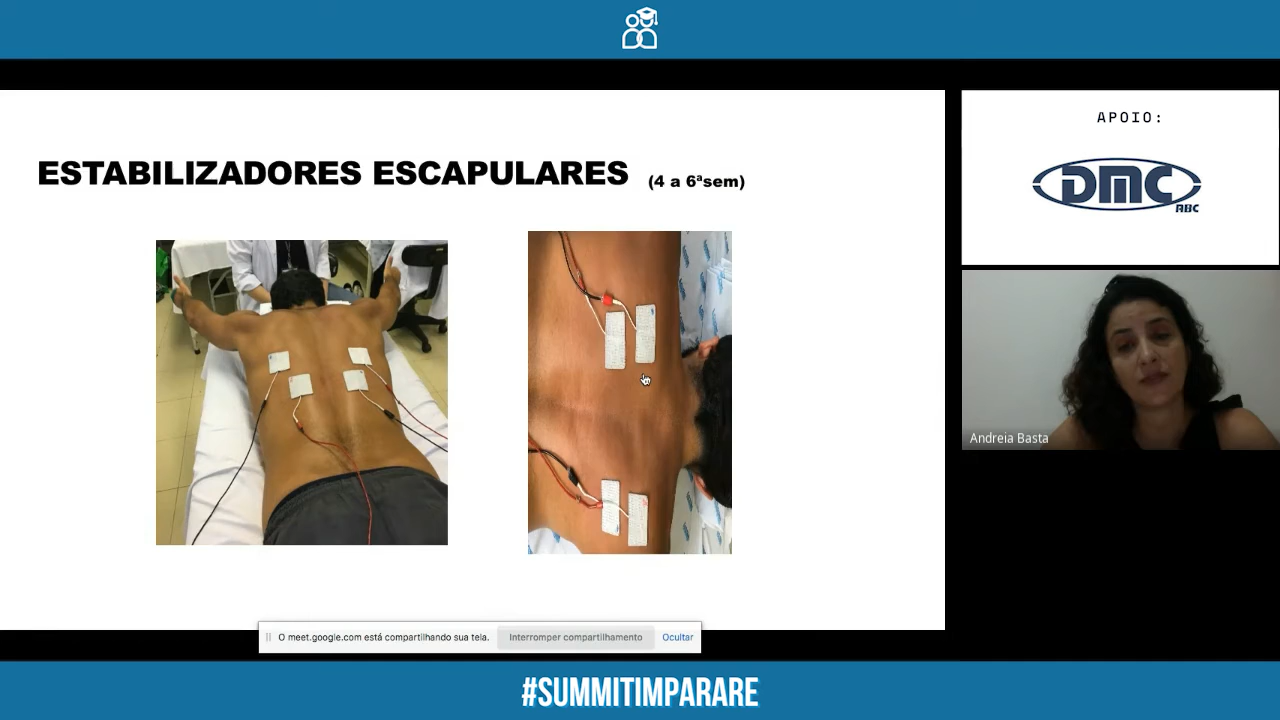 APOIO:
DMC
ABC
ESTABILIZADORES ESCAPULARES (4 a 6ªsem)
Andreia Basta
O meet.google.com está compartilhando sua tela. Interromper compartilhamento Ocultar
#SUMMITIMPARARE